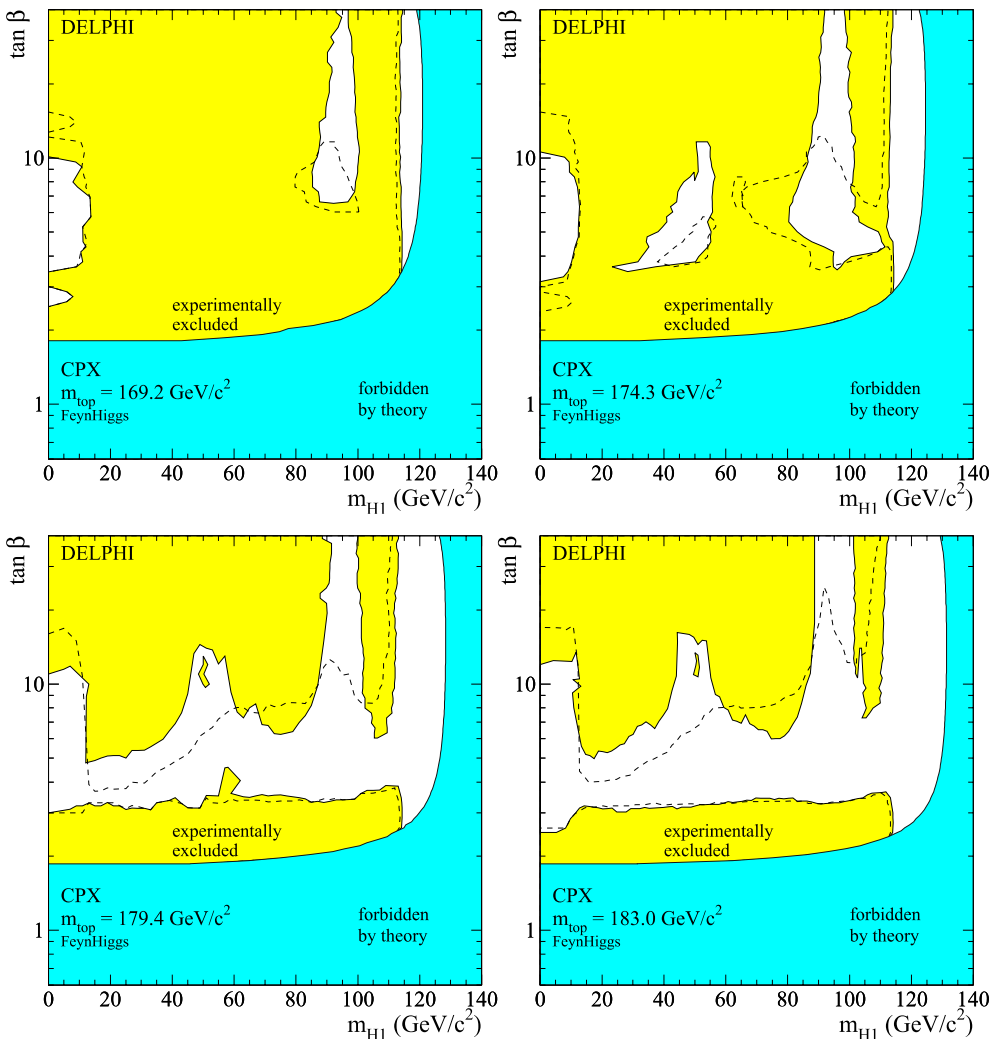 tan β
DELPHI
10
1
experimentally
excluded
CPX
m_top = 169.2 GeV/c²
FeynHiggs
forbidden
by theory
0 20 40 60 80 100 120 140
m_H1 (GeV/c²)
tan β
DELPHI
10
1
experimentally
excluded
CPX
m_top = 174.3 GeV/c²
FeynHiggs
forbidden
by theory
0 20 40 60 80 100 120 140
m_H1 (GeV/c²)
tan β
DELPHI
10
1
experimentally
excluded
CPX
m_top = 179.4 GeV/c²
FeynHiggs
forbidden
by theory
0 20 40 60 80 100 120 140
m_H1 (GeV/c²)
tan β
DELPHI
10
1
experimentally
excluded
CPX
m_top = 183.0 GeV/c²
FeynHiggs
forbidden
by theory
0 20 40 60 80 100 120 140
m_H1 (GeV/c²)